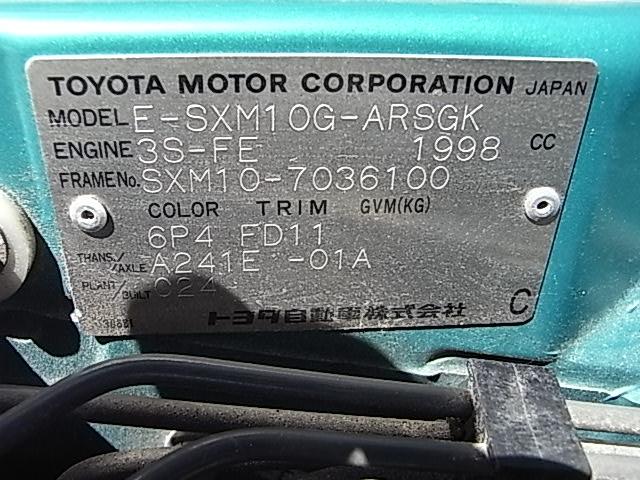 TOYOTA MOTOR CORPORATION JAPAN
MODEL E-SXM10G-ARSGK
ENGINE 3S-FE 1998 CC
FRAME No. SXM10-7036100
COLOR TRIM GVM(KG)
6P4 FD11
TRANS./AXLE A241E -01A
PLANT/BUILT C24
トヨタ自動車株式会社 C